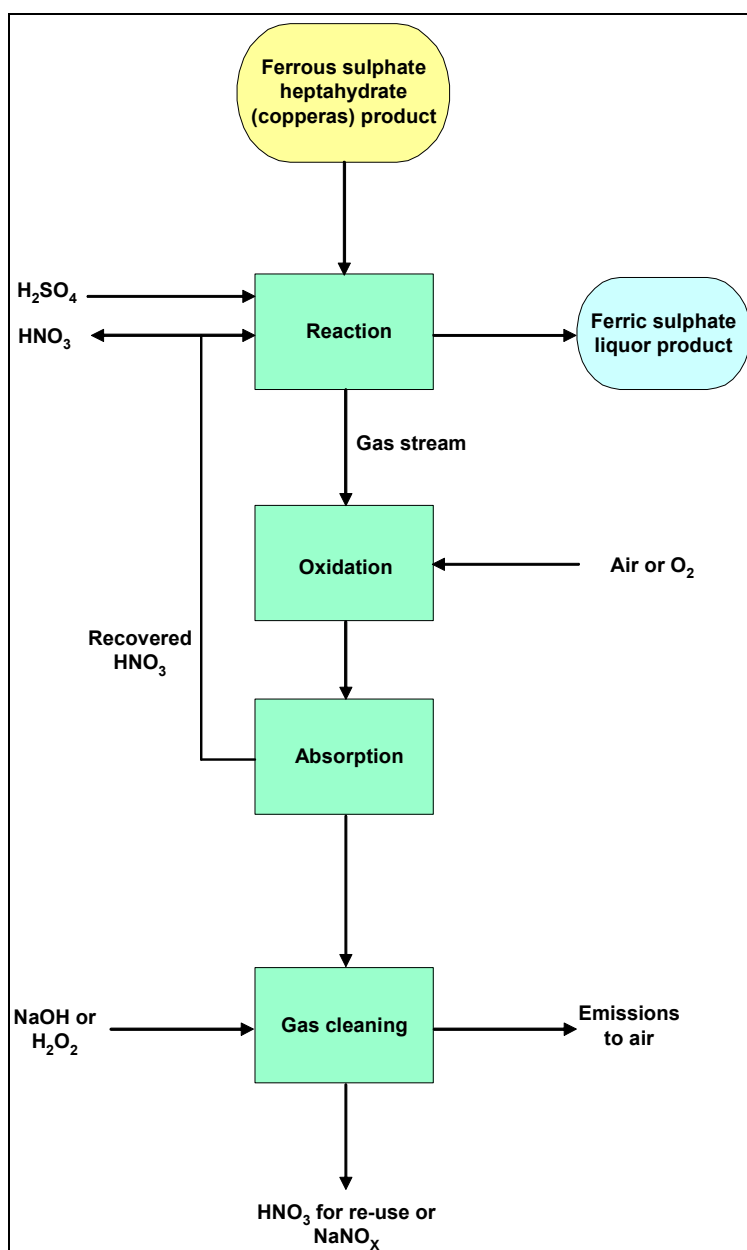 Ferrous sulphate
heptahydrate
(copperas) product
H₂SO₄
HNO₃
Reaction
Ferric sulphate
liquor product
Gas stream
Oxidation
Air or O₂
Recovered
HNO₃
Absorption
NaOH or
H₂O₂
Gas cleaning
Emissions
to air
HNO₃ for re-use or
NaNOₓ